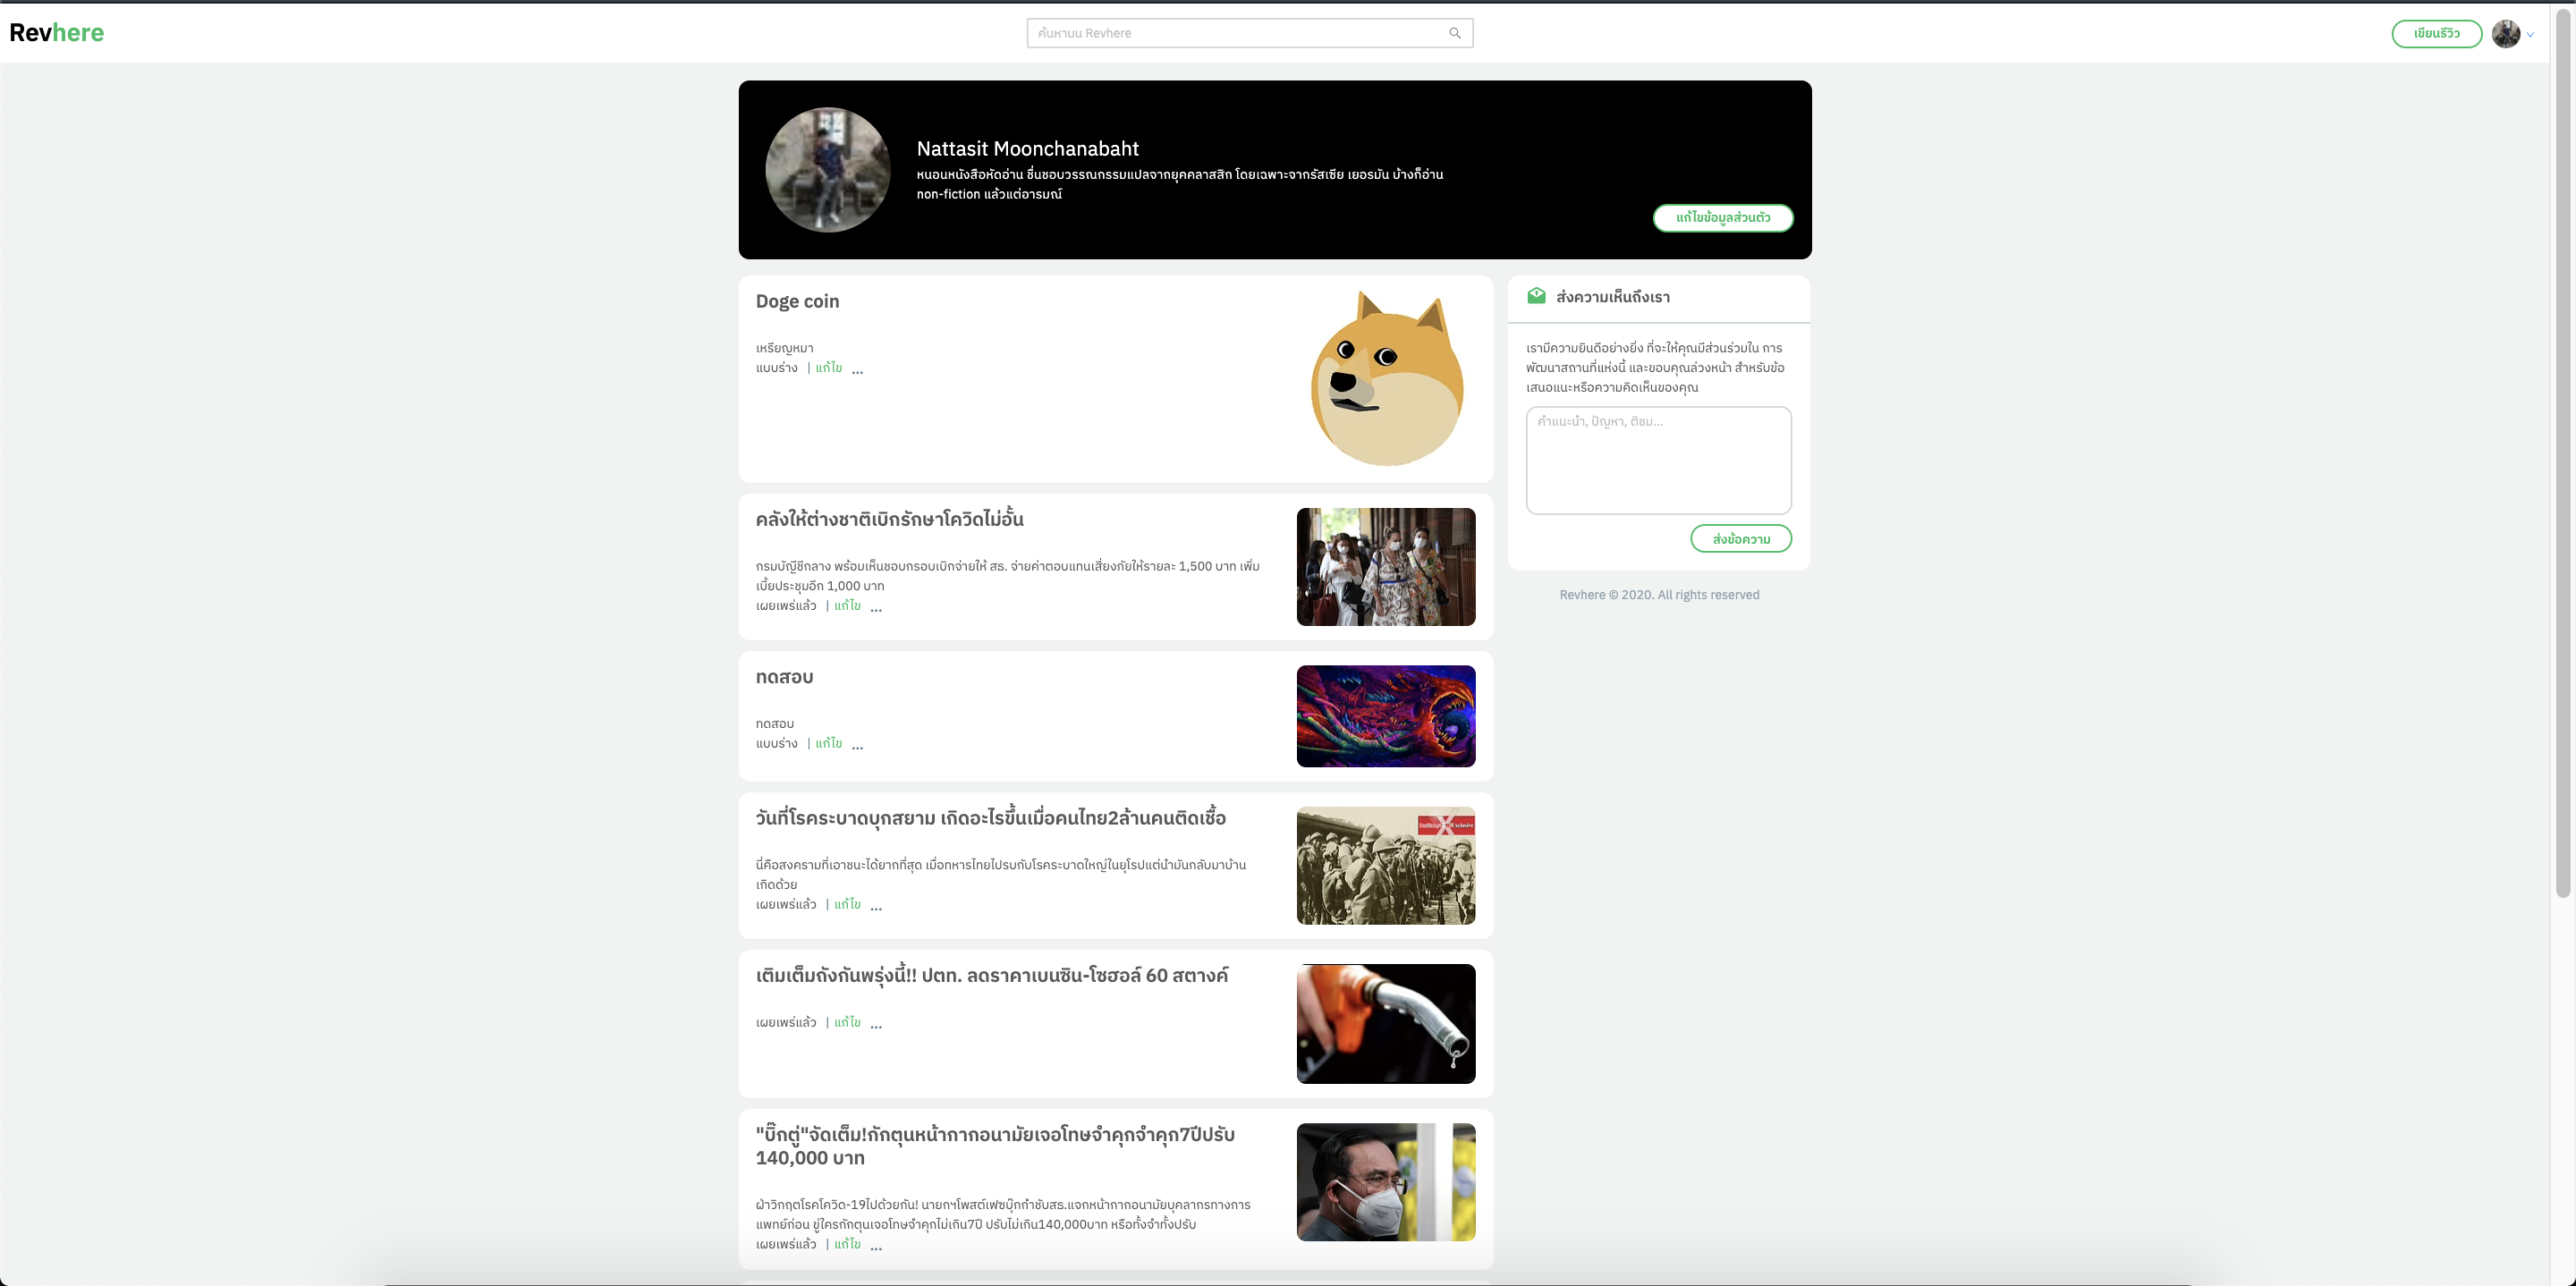 Revhere
ค้นหาบน Revhere
เขียนรีวิว
Nattasit Moonchanabaht
หนอนหนังสือหัดอ่าน ชื่นชอบวรรณกรรมแปลจากยุคคลาสสิก โดยเฉพาะจากรัสเซีย เยอรมัน บ้างก็อ่าน
non-fiction แล้วแต่อารมณ์
แก้ไขข้อมูลส่วนตัว
Doge coin
เหรียญหมา
แบบร่าง | แก้ไข ...
คลังให้ต่างชาติเบิกรักษาโควิดไม่อั้น
กรมบัญชีกลาง พร้อมเห็นชอบกรอบเบิกจ่ายให้ สธ. จ่ายค่าตอบแทนเสี่ยงภัยให้รายละ 1,500 บาท เพิ่ม
เบี้ยประชุมอีก 1,000 บาท
เผยเพร่แล้ว | แก้ไข ...
ทดสอบ
ทดสอบ
แบบร่าง | แก้ไข ...
วันที่โรคระบาดบุกสยาม เกิดอะไรขึ้นเมื่อคนไทย2ล้านคนติดเชื้อ
นี่คือสงครามที่เอาชนะได้ยากที่สุด เมื่อทหารไทยไปรบกับโรคระบาดใหญ่ในยุโรปแต่นำมันกลับมาบ้าน
เกิดด้วย
เผยเพร่แล้ว | แก้ไข ...
เติมเต็มถังกันพรุ่งนี้!! ปตท. ลดราคาเบนซิน-โซฮอล์ 60 สตางค์
เผยเพร่แล้ว | แก้ไข ...
"บิ๊กตู่"จัดเต็ม!กักตุนหน้ากากอนามัยเจอโทษจำคุกจำคุก7ปีปรับ
140,000 บาท
ฝ่าวิกฤตโรคโควิด-19ไปด้วยกัน! นายกฯโพสต์เฟซบุ๊กกำชับสธ.แจกหน้ากากอนามัยบุคลากรทางการ
แพทย์ก่อน ขู่ใครกักตุนเจอโทษจำคุกไม่เกิน7ปี ปรับไม่เกิน140,000บาท หรือทั้งจำทั้งปรับ
เผยเพร่แล้ว | แก้ไข ...
ส่งความเห็นถึงเรา
เรามีความยินดีอย่างยิ่ง ที่จะให้คุณมีส่วนร่วมใน การ
พัฒนาสถานที่แห่งนี้ และขอบคุณล่วงหน้า สำหรับข้อ
เสนอแนะหรือความคิดเห็นของคุณ
คำแนะนำ, ปัญหา, ติชม...
ส่งข้อความ
Revhere © 2020. All rights reserved